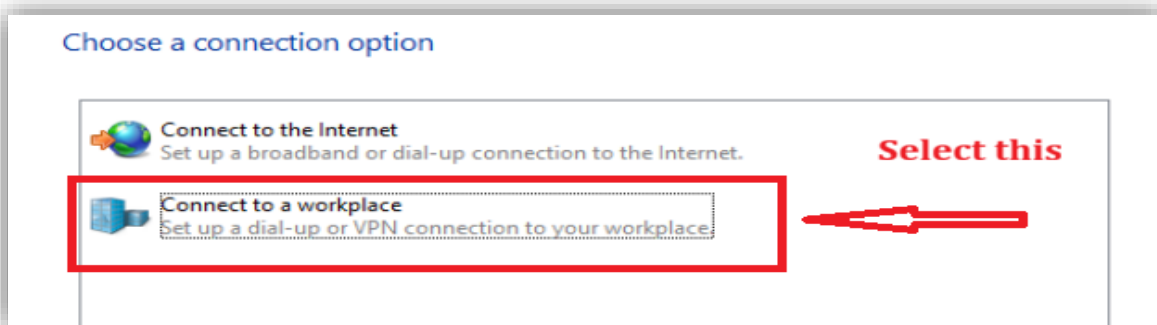 Choose a connection option
Connect to the Internet
Set up a broadband or dial-up connection to the Internet.
Select this
Connect to a workplace
Set up a dial-up or VPN connection to your workplace.